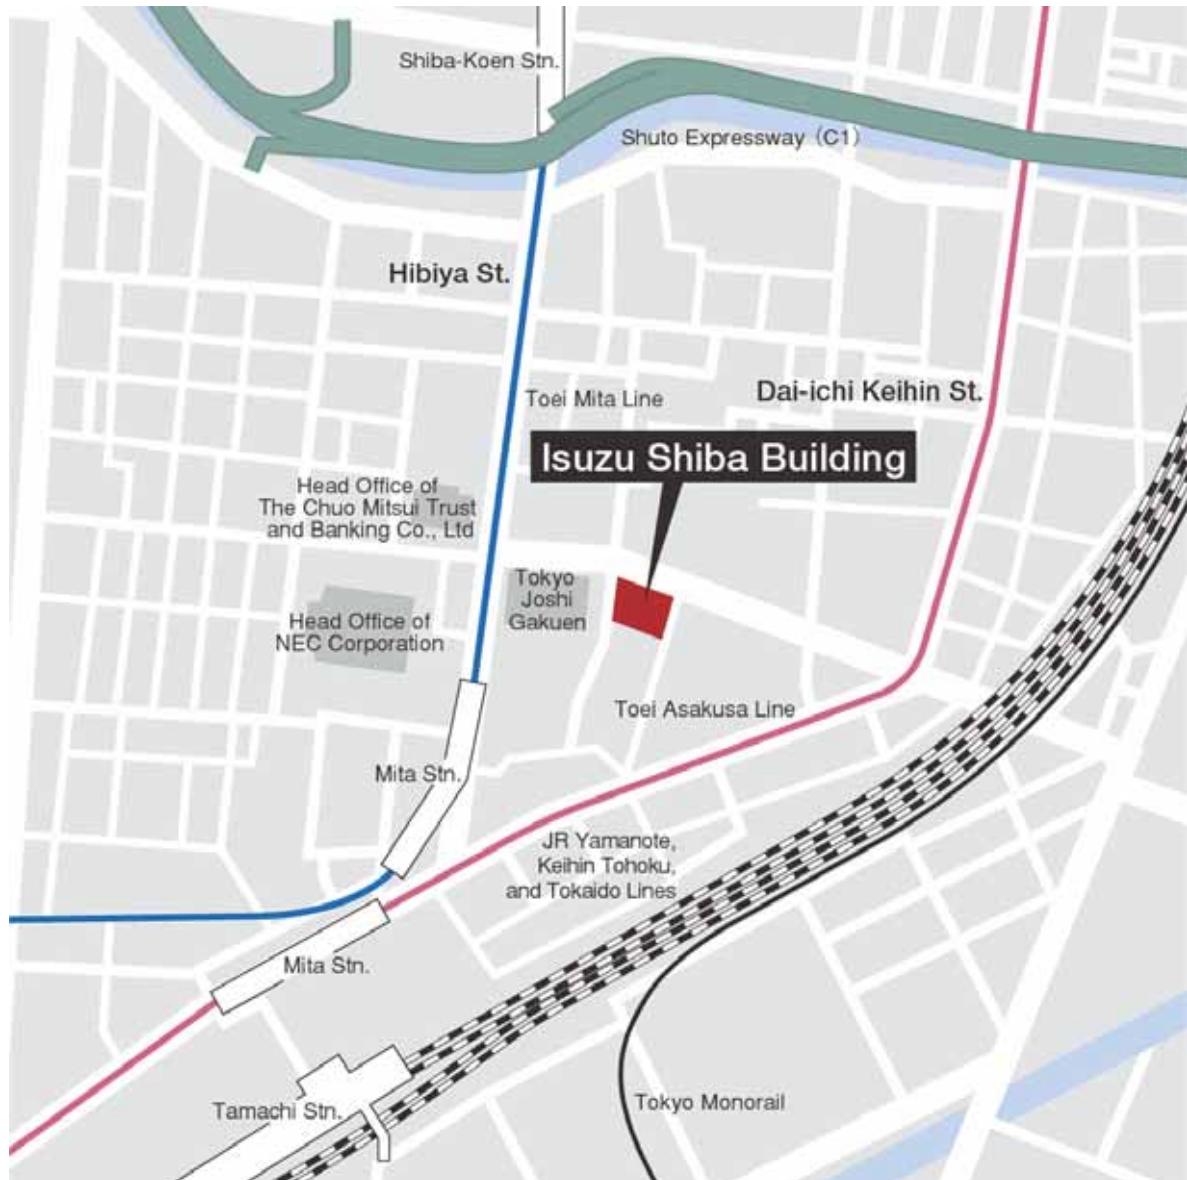 Shiba-Koen Stn.
Shuto Expressway (C1)
Hibiya St.
Toei Mita Line
Dai-ichi Keihin St.
Isuzu Shiba Building
Head Office of
The Chuo Mitsui Trust
and Banking Co., Ltd
Tokyo
Joshi
Gakuen
Head Office of
NEC Corporation
Toei Asakusa Line
Mita Stn.
JR Yamanote,
Keihin Tohoku,
and Tokaido Lines
Mita Stn.
Tamachi Stn.
Tokyo Monorail